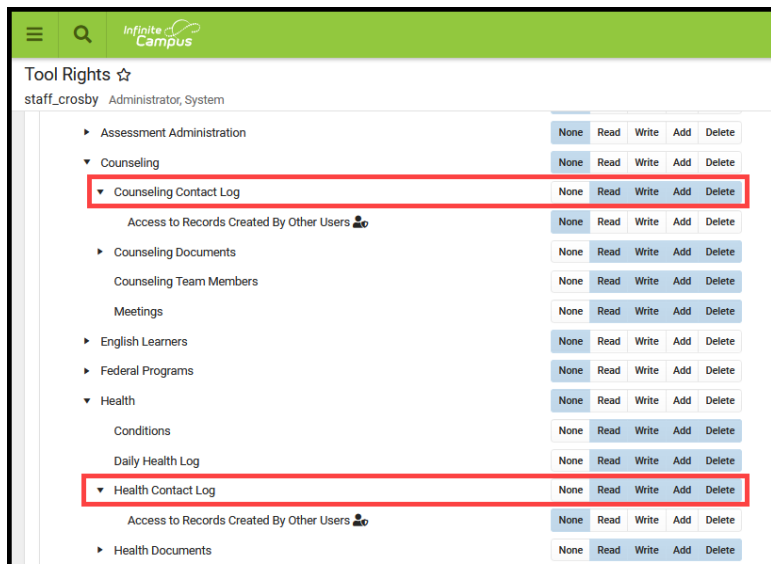 Infinite
Campus
Tool Rights
staff_crosby Administrator, System
Assessment Administration None Read Write Add Delete
Counseling None Read Write Add Delete
Counseling Contact Log None Read Write Add Delete
Access to Records Created By Other Users None Read Write Add Delete
Counseling Documents None Read Write Add Delete
Counseling Team Members None Read Write Add Delete
Meetings None Read Write Add Delete
English Learners None Read Write Add Delete
Federal Programs None Read Write Add Delete
Health None Read Write Add Delete
Conditions None Read Write Add Delete
Daily Health Log None Read Write Add Delete
Health Contact Log None Read Write Add Delete
Access to Records Created By Other Users None Read Write Add Delete
Health Documents None Read Write Add Delete